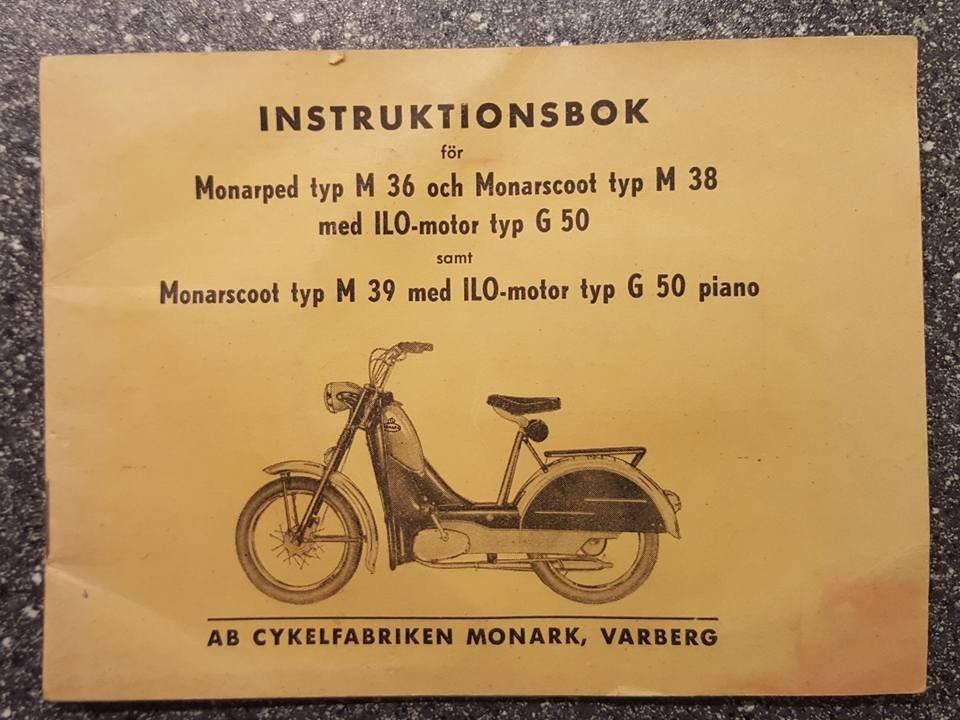 INSTRUKTIONSBOK
för
Monarped typ M 36 och Monarscoot typ M 38
med ILO-motor typ G 50
samt
Monarscoot typ M 39 med ILO-motor typ G 50 piano
AB CYKELFABRIKEN MONARK, VARBERG